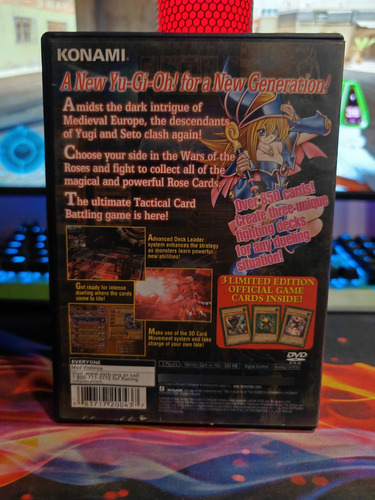 KONAMI
A New Yu-Gi-Oh! for a New Generation!
Amidst the dark intrigue of
Medieval Europe, the descendants
of Yugi and Seto clash again!
Choose your side in the Wars of the
Roses and fight to collect all of the
magical and powerful Rose Cards
The ultimate Tactical Card
Battling game is here!
Over 850 cards!
Create three unique
fighting decks
for any dueling
situation!
Advanced Deck Leader
system enhances the strategy
as monsters learn powerful
new abilities!
Get ready for intense
dueling where the cards
come to life!
Make use of the 3D Card
Movement system and take
charge of your own fate!
3 LIMITED EDITION
OFFICIAL GAME
CARDS INSIDE!
DVD
EVERYONE
Mild Violence
KONAMI